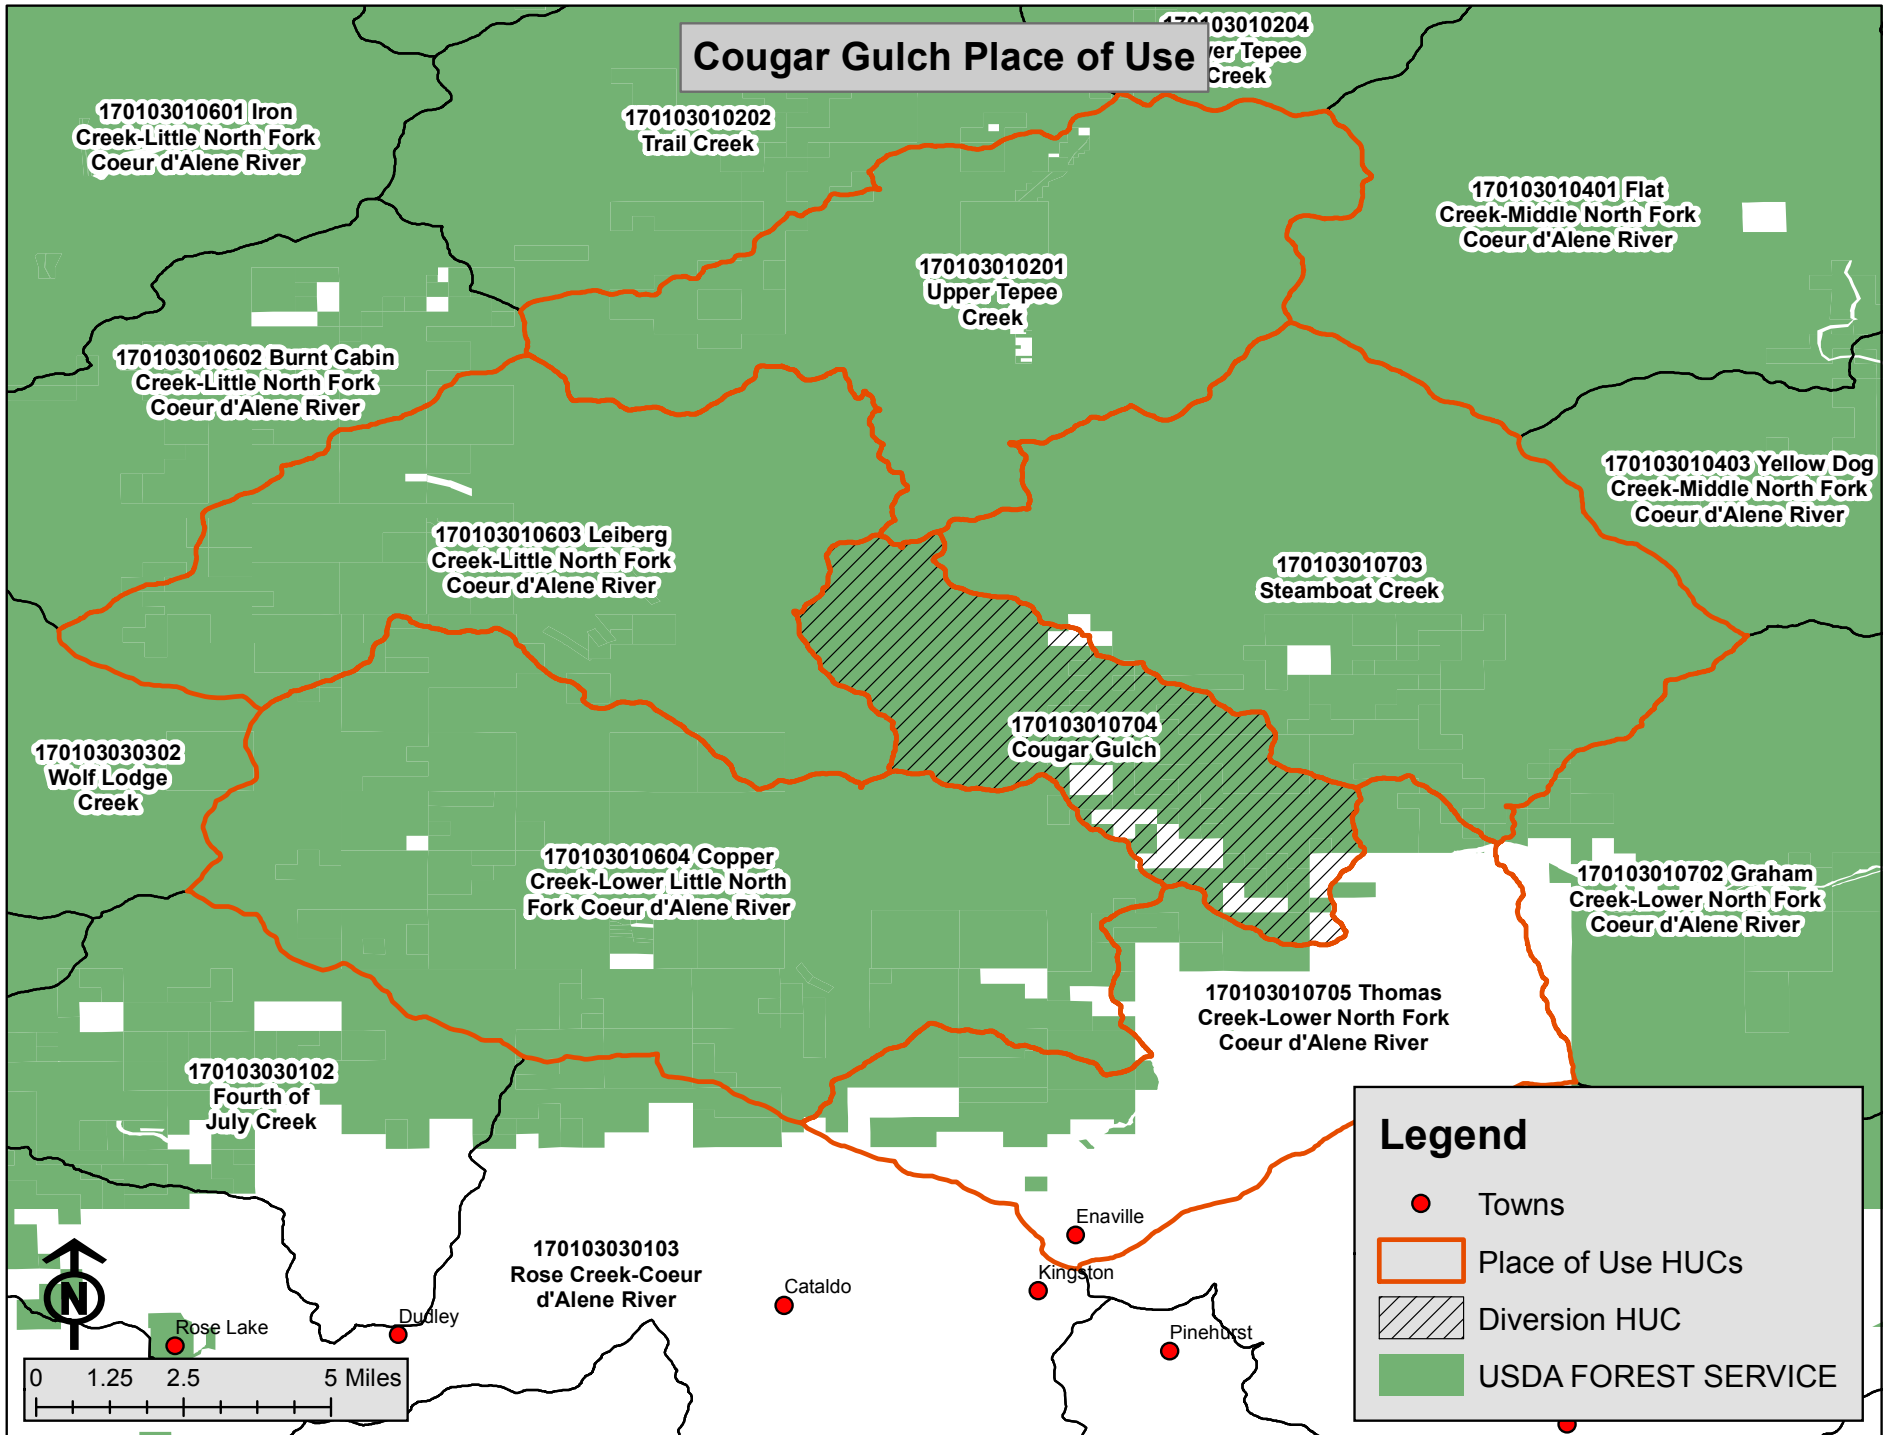 Cougar Gulch Place of Use
170103010204
er Tepee
Creek
170103010601 Iron
Creek-Little North Fork
Coeur d'Alene River
170103010202
Trail Creek
170103010401 Flat
Creek-Middle North Fork
Coeur d'Alene River
170103010201
Upper Tepee
Creek
170103010602 Burnt Cabin
Creek-Little North Fork
Coeur d'Alene River
170103010403 Yellow Dog
Creek-Middle North Fork
Coeur d'Alene River
170103010603 Leiberg
Creek-Little North Fork
Coeur d'Alene River
170103010703
Steamboat Creek
170103010704
Cougar Gulch
170103030302
Wolf Lodge
Creek
170103010604 Copper
Creek-Lower Little North
Fork Coeur d'Alene River
170103010702 Graham
Creek-Lower North Fork
Coeur d'Alene River
170103010705 Thomas
Creek-Lower North Fork
Coeur d'Alene River
170103030102
Fourth of
July Creek
170103030103
Rose Creek-Coeur
d'Alene River
Enaville
Kingston
Cataldo
Pinehurst
Dudley
Rose Lake
N
0 1.25 2.5 5 Miles
Legend
Towns
Place of Use HUCs
Diversion HUC
USDA FOREST SERVICE